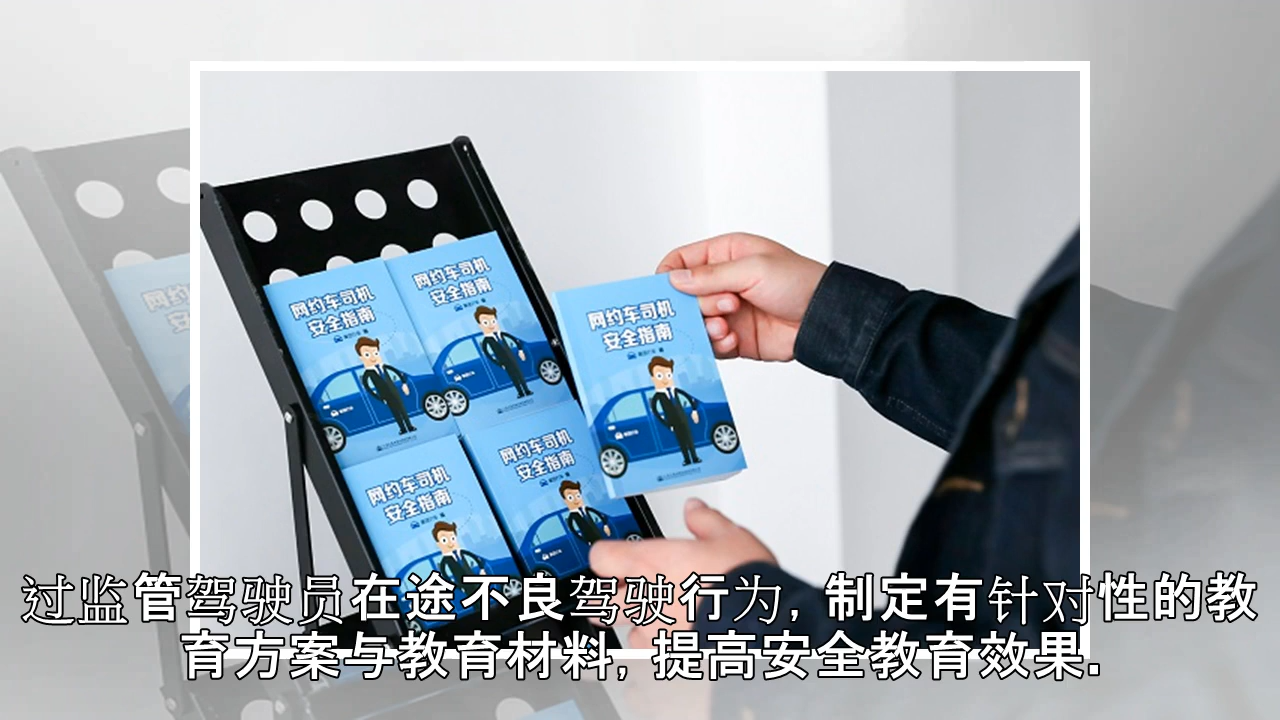 网约车司机
安全指南
网约车司机
安全指南
网约车司机
安全指南
网约车司机
安全指南
网约车司机
安全指南
过监管驾驶员在途不良驾驶行为, 制定有针对性的教
育方案与教育材料, 提高安全教育效果.